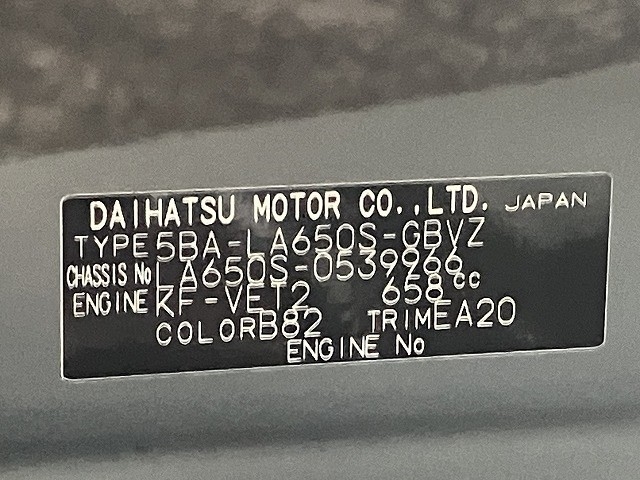 DAIHATSU MOTOR CO.,LTD. JAPAN
TYPE 5BA-LA650S-GBVZ
CHASSIS No LA650S-0539966
ENGINE KF-VET2 658cc
COLOR B82 TRIM EA20
ENGINE No